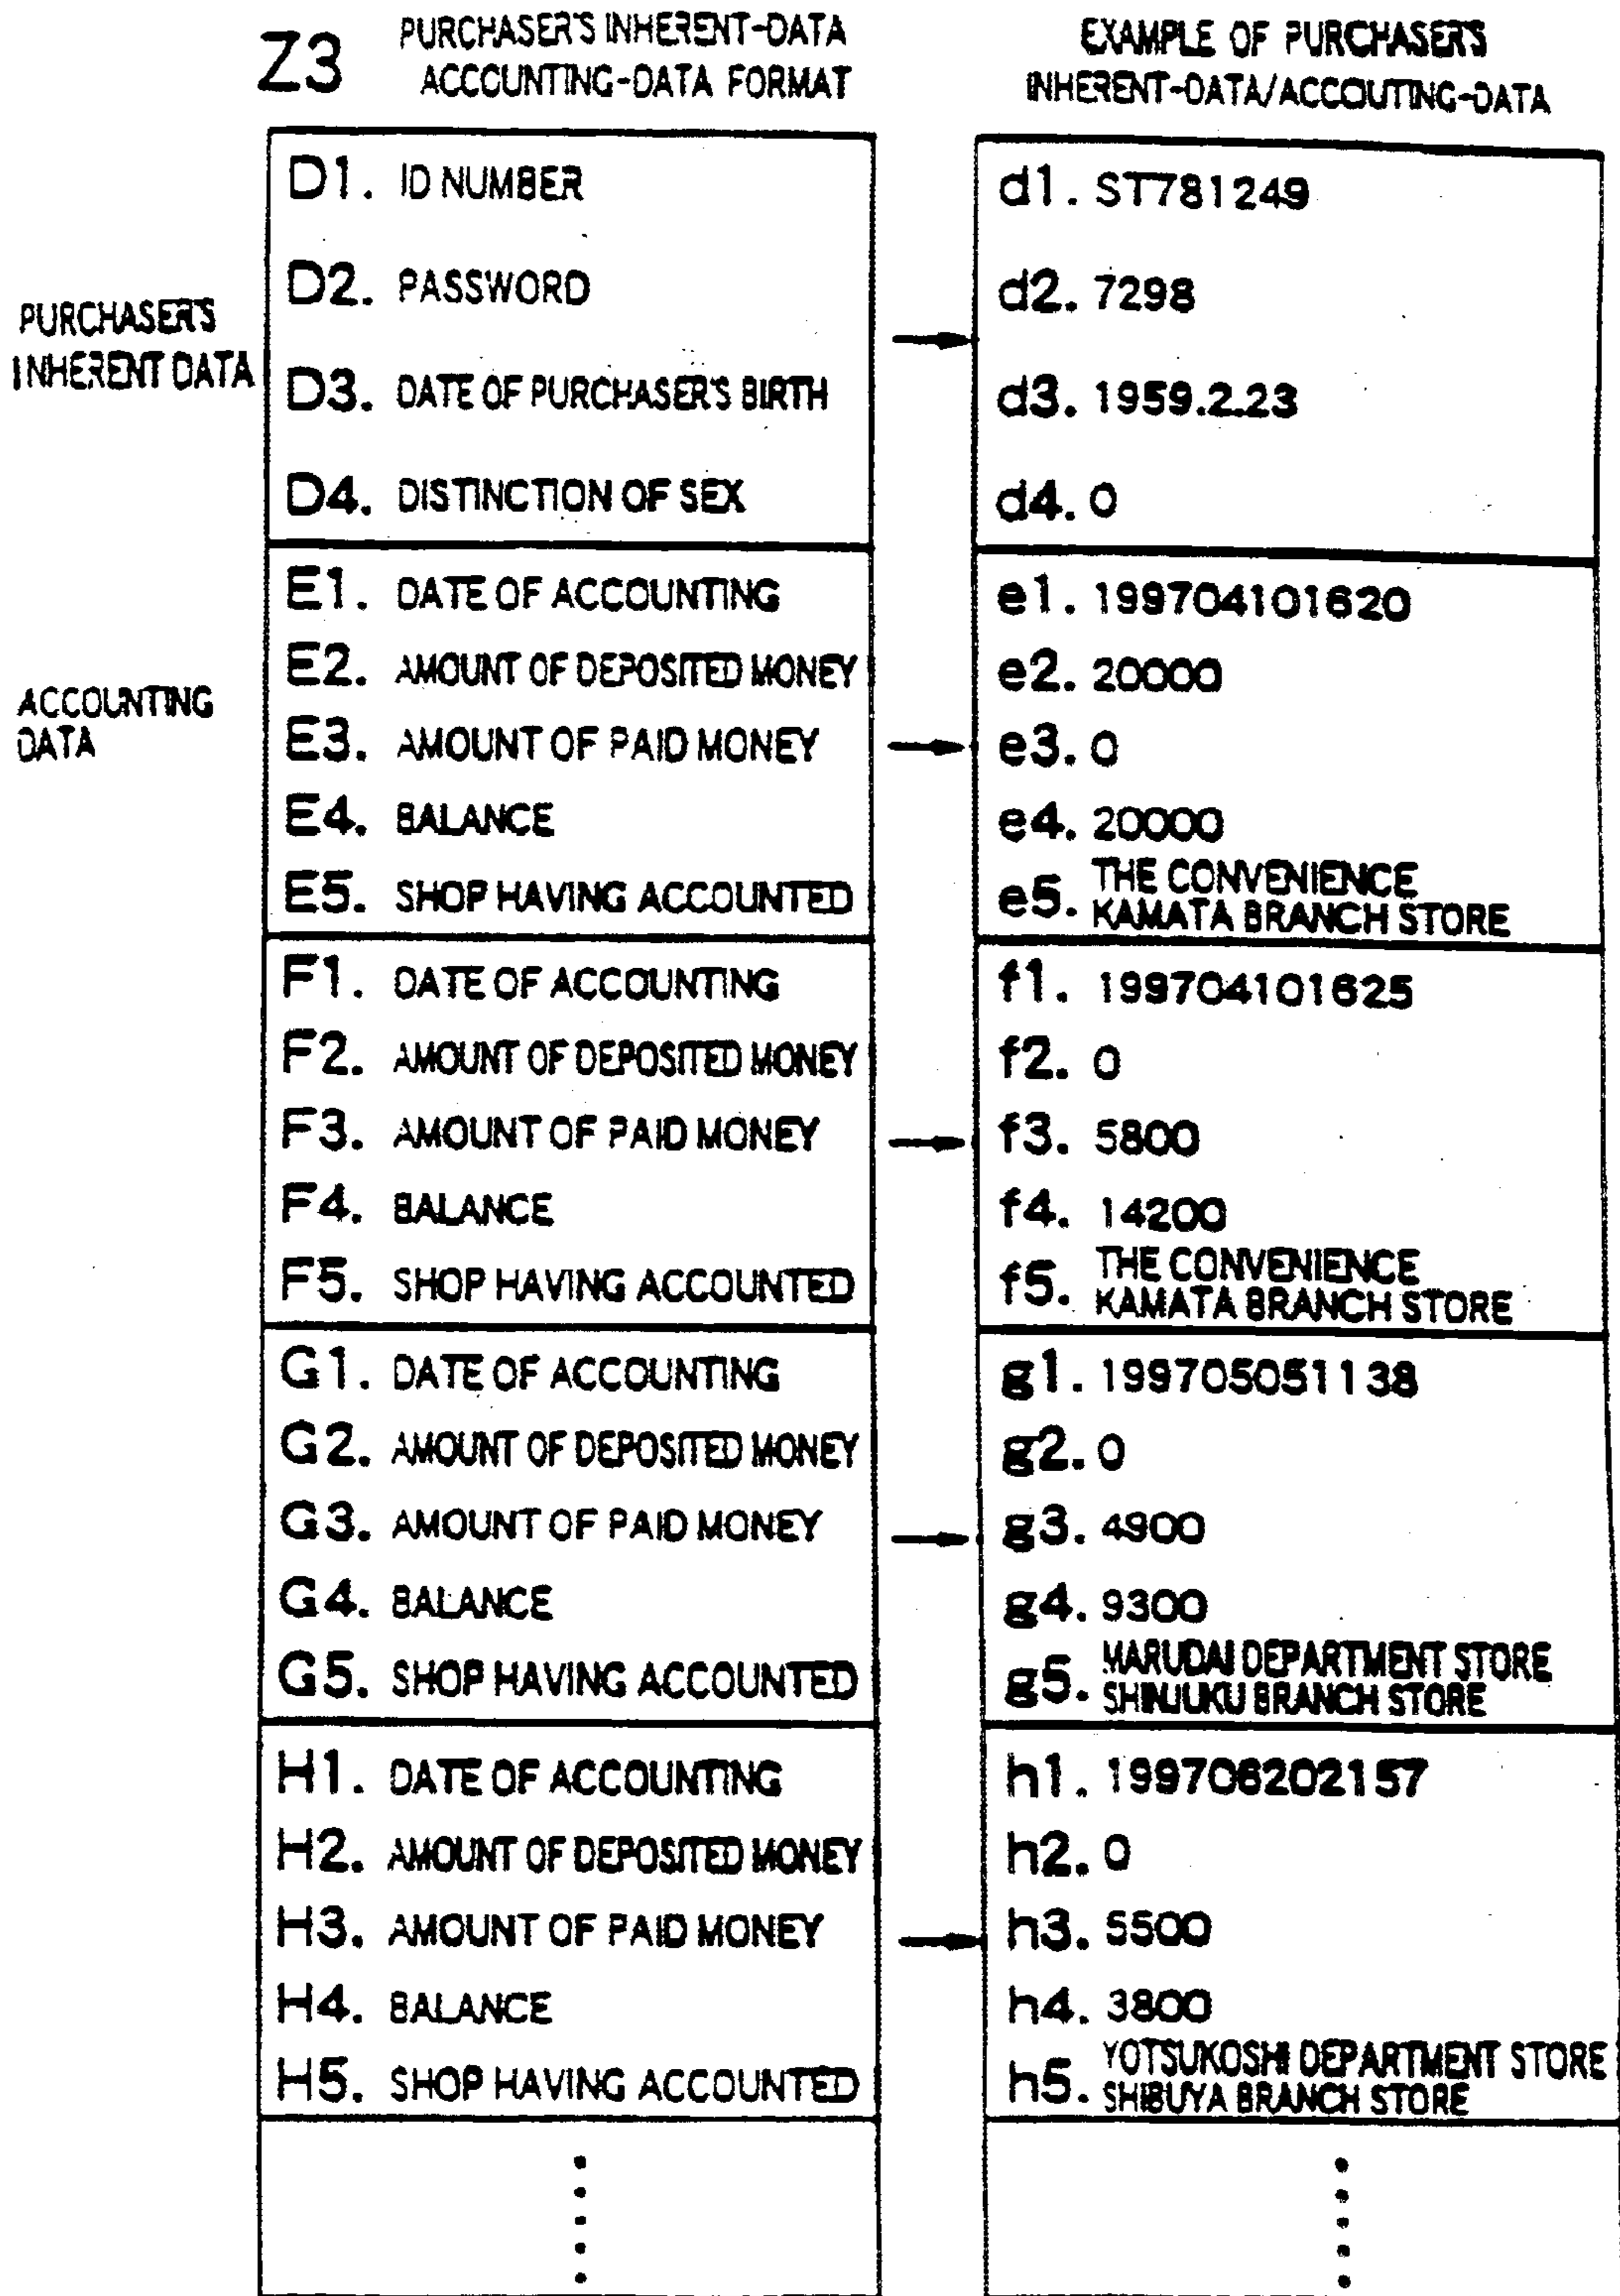 Z3
PURCHASER'S INHERENT-DATA
ACCOUNTING-DATA FORMAT
EXAMPLE OF PURCHASER'S
INHERENT-DATA/ACCOUTING-DATA
PURCHASER'S
INHERENT DATA
D1. ID NUMBER
D2. PASSWORD
D3. DATE OF PURCHASER'S BIRTH
D4. DISTINCTION OF SEX
d1. ST781249
d2. 7298
d3. 1959.2.23
d4. 0
ACCOUNTING
DATA
E1. DATE OF ACCOUNTING
E2. AMOUNT OF DEPOSITED MONEY
E3. AMOUNT OF PAID MONEY
E4. BALANCE
E5. SHOP HAVING ACCOUNTED
e1. 199704101620
e2. 20000
e3. 0
e4. 20000
e5. THE CONVENIENCE
KAMATA BRANCH STORE
F1. DATE OF ACCOUNTING
F2. AMOUNT OF DEPOSITED MONEY
F3. AMOUNT OF PAID MONEY
F4. BALANCE
F5. SHOP HAVING ACCOUNTED
f1. 199704101625
f2. 0
f3. 5800
f4. 14200
f5. THE CONVENIENCE
KAMATA BRANCH STORE
G1. DATE OF ACCOUNTING
G2. AMOUNT OF DEPOSITED MONEY
G3. AMOUNT OF PAID MONEY
G4. BALANCE
G5. SHOP HAVING ACCOUNTED
g1. 199705051138
g2. 0
g3. 4900
g4. 9300
g5. MARUDAI DEPARTMENT STORE
SHINJUKU BRANCH STORE
H1. DATE OF ACCOUNTING
H2. AMOUNT OF DEPOSITED MONEY
H3. AMOUNT OF PAID MONEY
H4. BALANCE
H5. SHOP HAVING ACCOUNTED
h1. 199706202157
h2. 0
h3. 5500
h4. 3800
h5. YOTSUKOSHI DEPARTMENT STORE
SHIBUYA BRANCH STORE